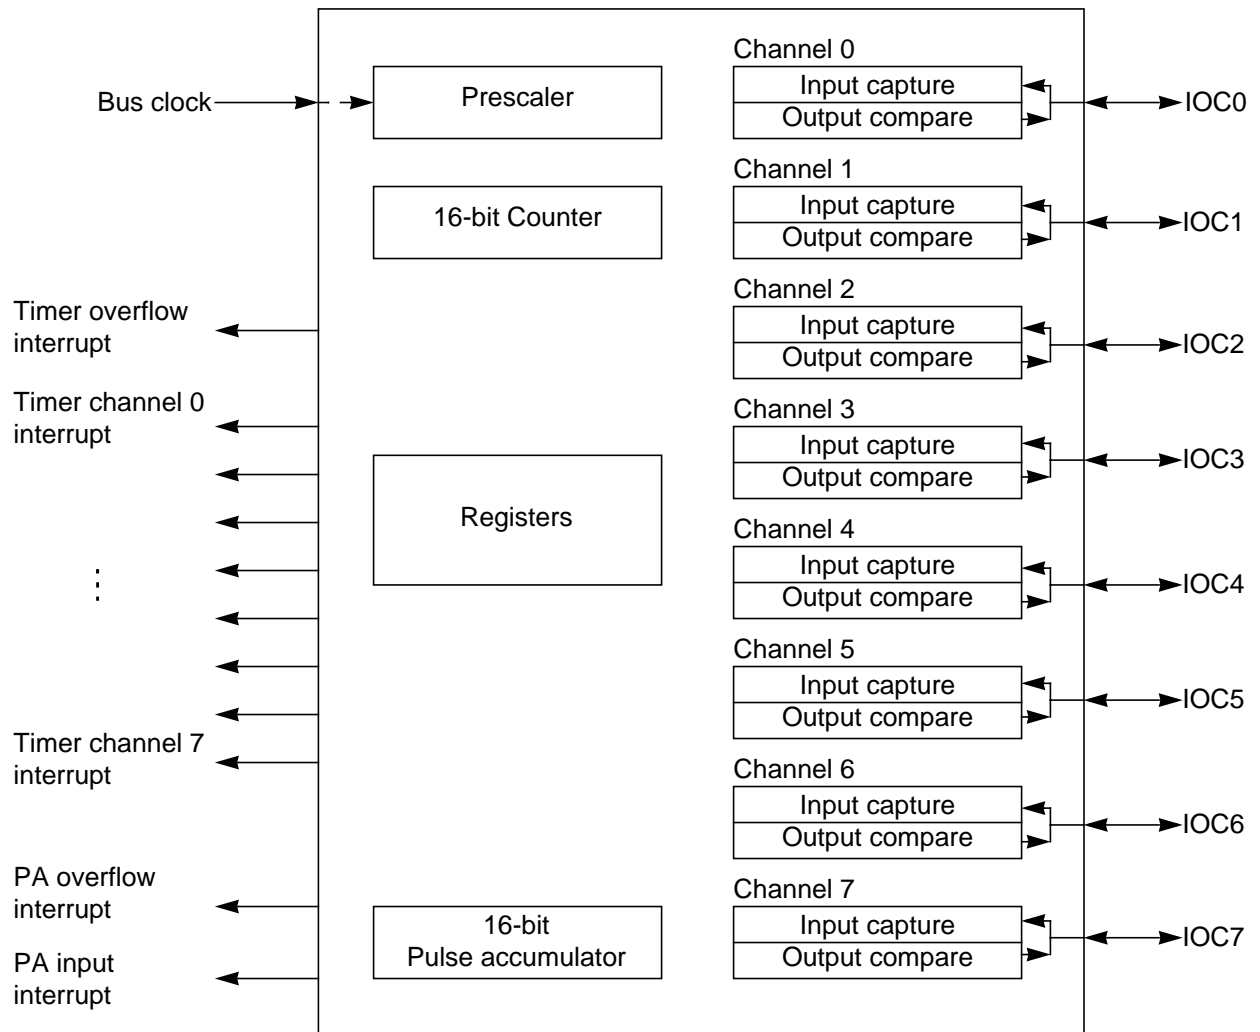 Channel 0
Bus clock
Prescaler
Input capture
Output compare
IOC0
Channel 1
16-bit Counter
Input capture
Output compare
IOC1
Channel 2
Timer overflow
interrupt
Input capture
Output compare
IOC2
Timer channel 0
interrupt
Channel 3
Input capture
Output compare
IOC3
Registers
Channel 4
Input capture
Output compare
IOC4
Channel 5
Input capture
Output compare
IOC5
Timer channel 7
interrupt
Channel 6
Input capture
Output compare
IOC6
PA overflow
interrupt
Channel 7
16-bit
Pulse accumulator
Input capture
Output compare
IOC7
PA input
interrupt